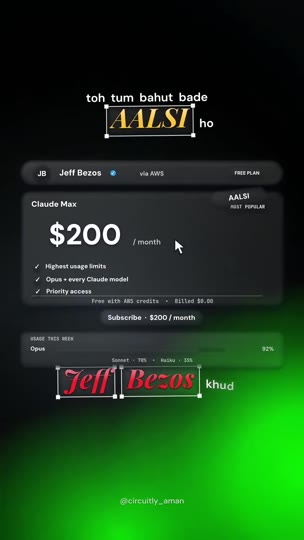 toh tum bahut bade
AALSI ho
JB Jeff Bezos via AWS FREE PLAN
Claude Max
AALSI
MOST POPULAR
$200 / month
✓ Highest usage limits
✓ Opus + every Claude model
✓ Priority access
Free with AWS credits • Billed $0.00
Subscribe · $200 / month
USAGE THIS WEEK
Opus 92%
Sonnet · 78% • Haiku · 35%
Jeff Bezos khud
@circuitly_aman